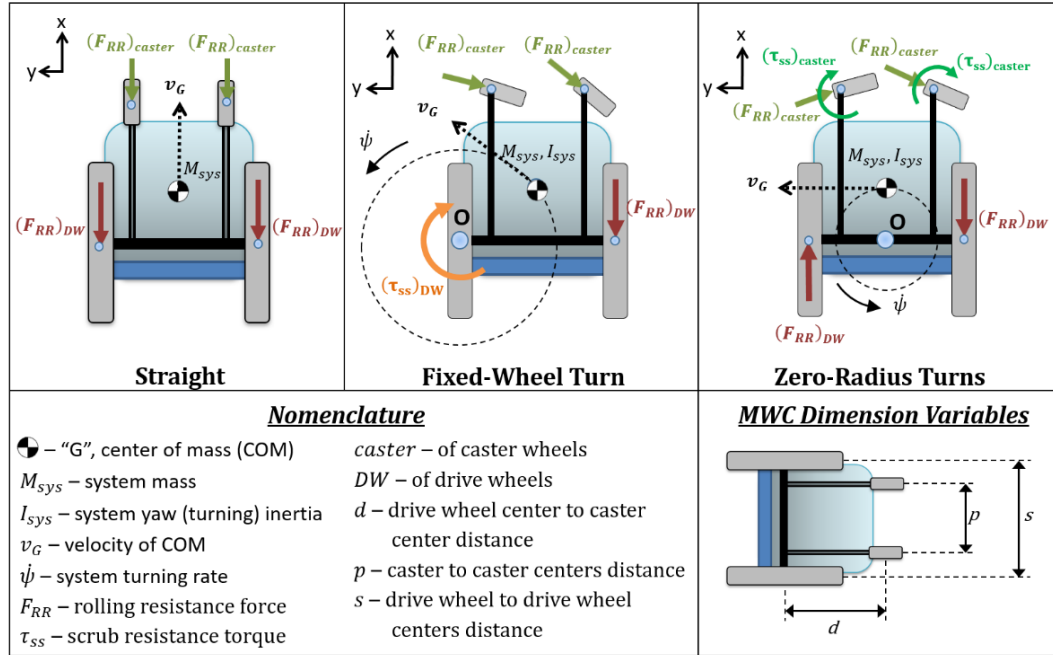 x
y
(F_RR)_caster (F_RR)_caster
v_G
M_sys
(F_RR)_DW
(F_RR)_DW
Straight
x
y
(F_RR)_caster
(F_RR)_caster
v_G
ψ̇
M_sys, I_sys
O
(F_RR)_DW
(τ_ss)_DW
Fixed-Wheel Turn
x
y
(F_RR)_caster
(τ_ss)_caster
(τ_ss)_caster
(F_RR)_caster
M_sys, I_sys
v_G
O
(F_RR)_DW
ψ̇
(F_RR)_DW
Zero-Radius Turns
Nomenclature
– “G”, center of mass (COM)
M_sys – system mass
I_sys – system yaw (turning) inertia
v_G – velocity of COM
ψ̇ – system turning rate
F_RR – rolling resistance force
τ_ss – scrub resistance torque
caster – of caster wheels
DW – of drive wheels
d – drive wheel center to caster
center distance
p – caster to caster centers distance
s – drive wheel to drive wheel
centers distance
MWC Dimension Variables
p
s
d